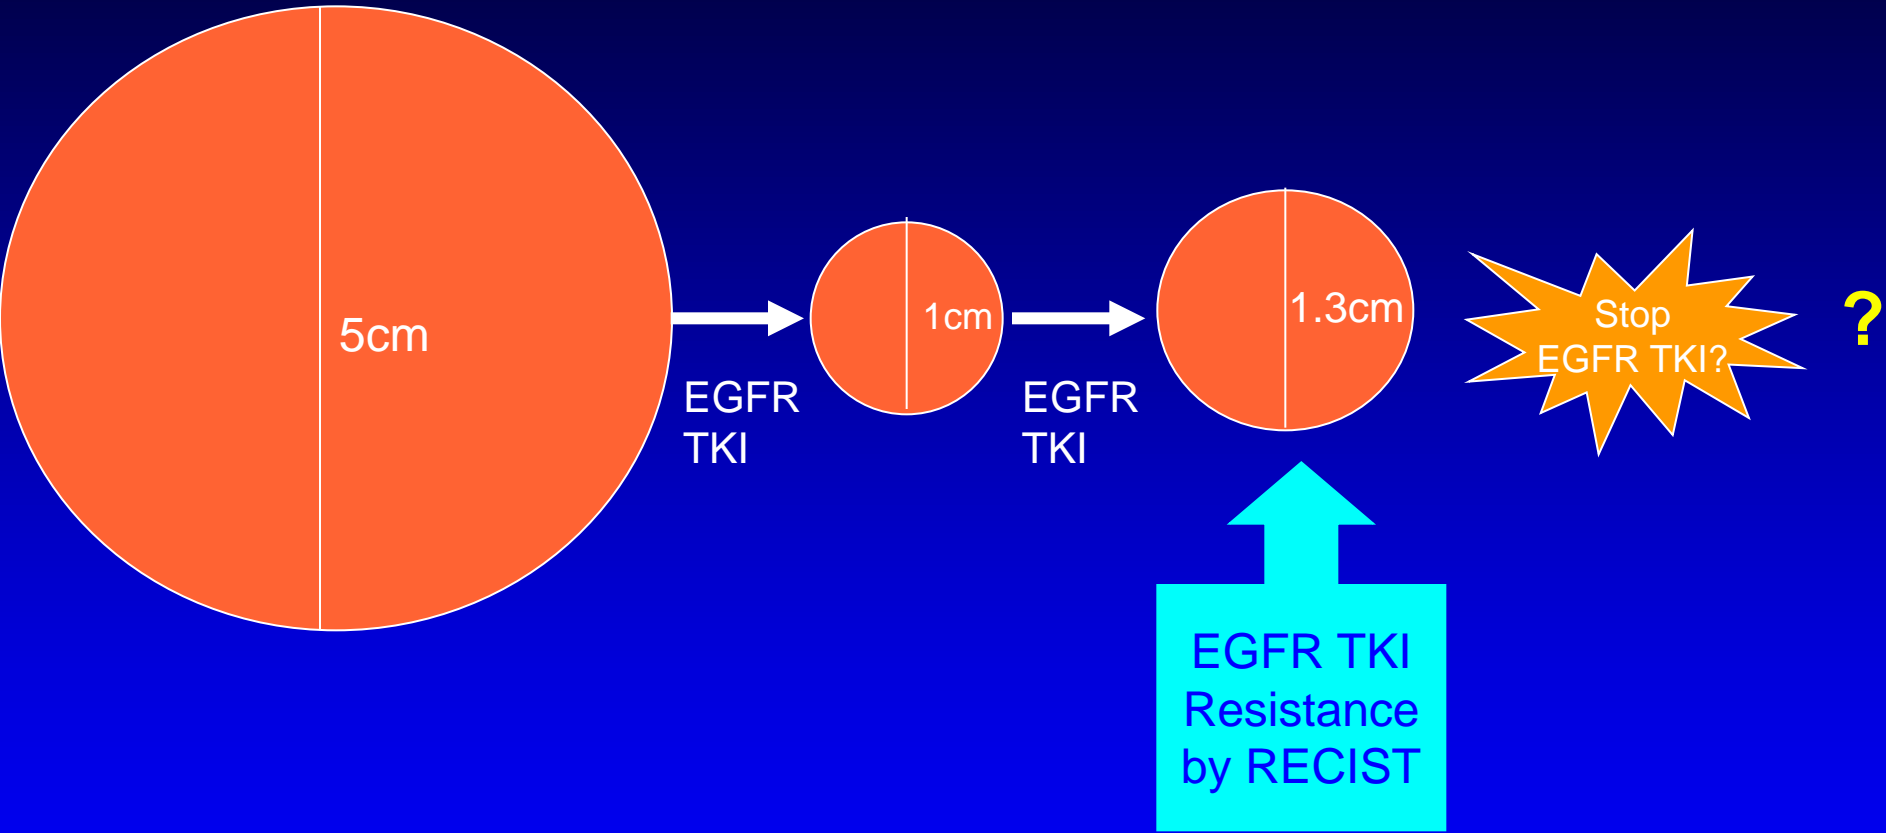 5cm
EGFR
TKI
1cm
EGFR
TKI
1.3cm
Stop
EGFR TKI?
?
EGFR TKI
Resistance
by RECIST